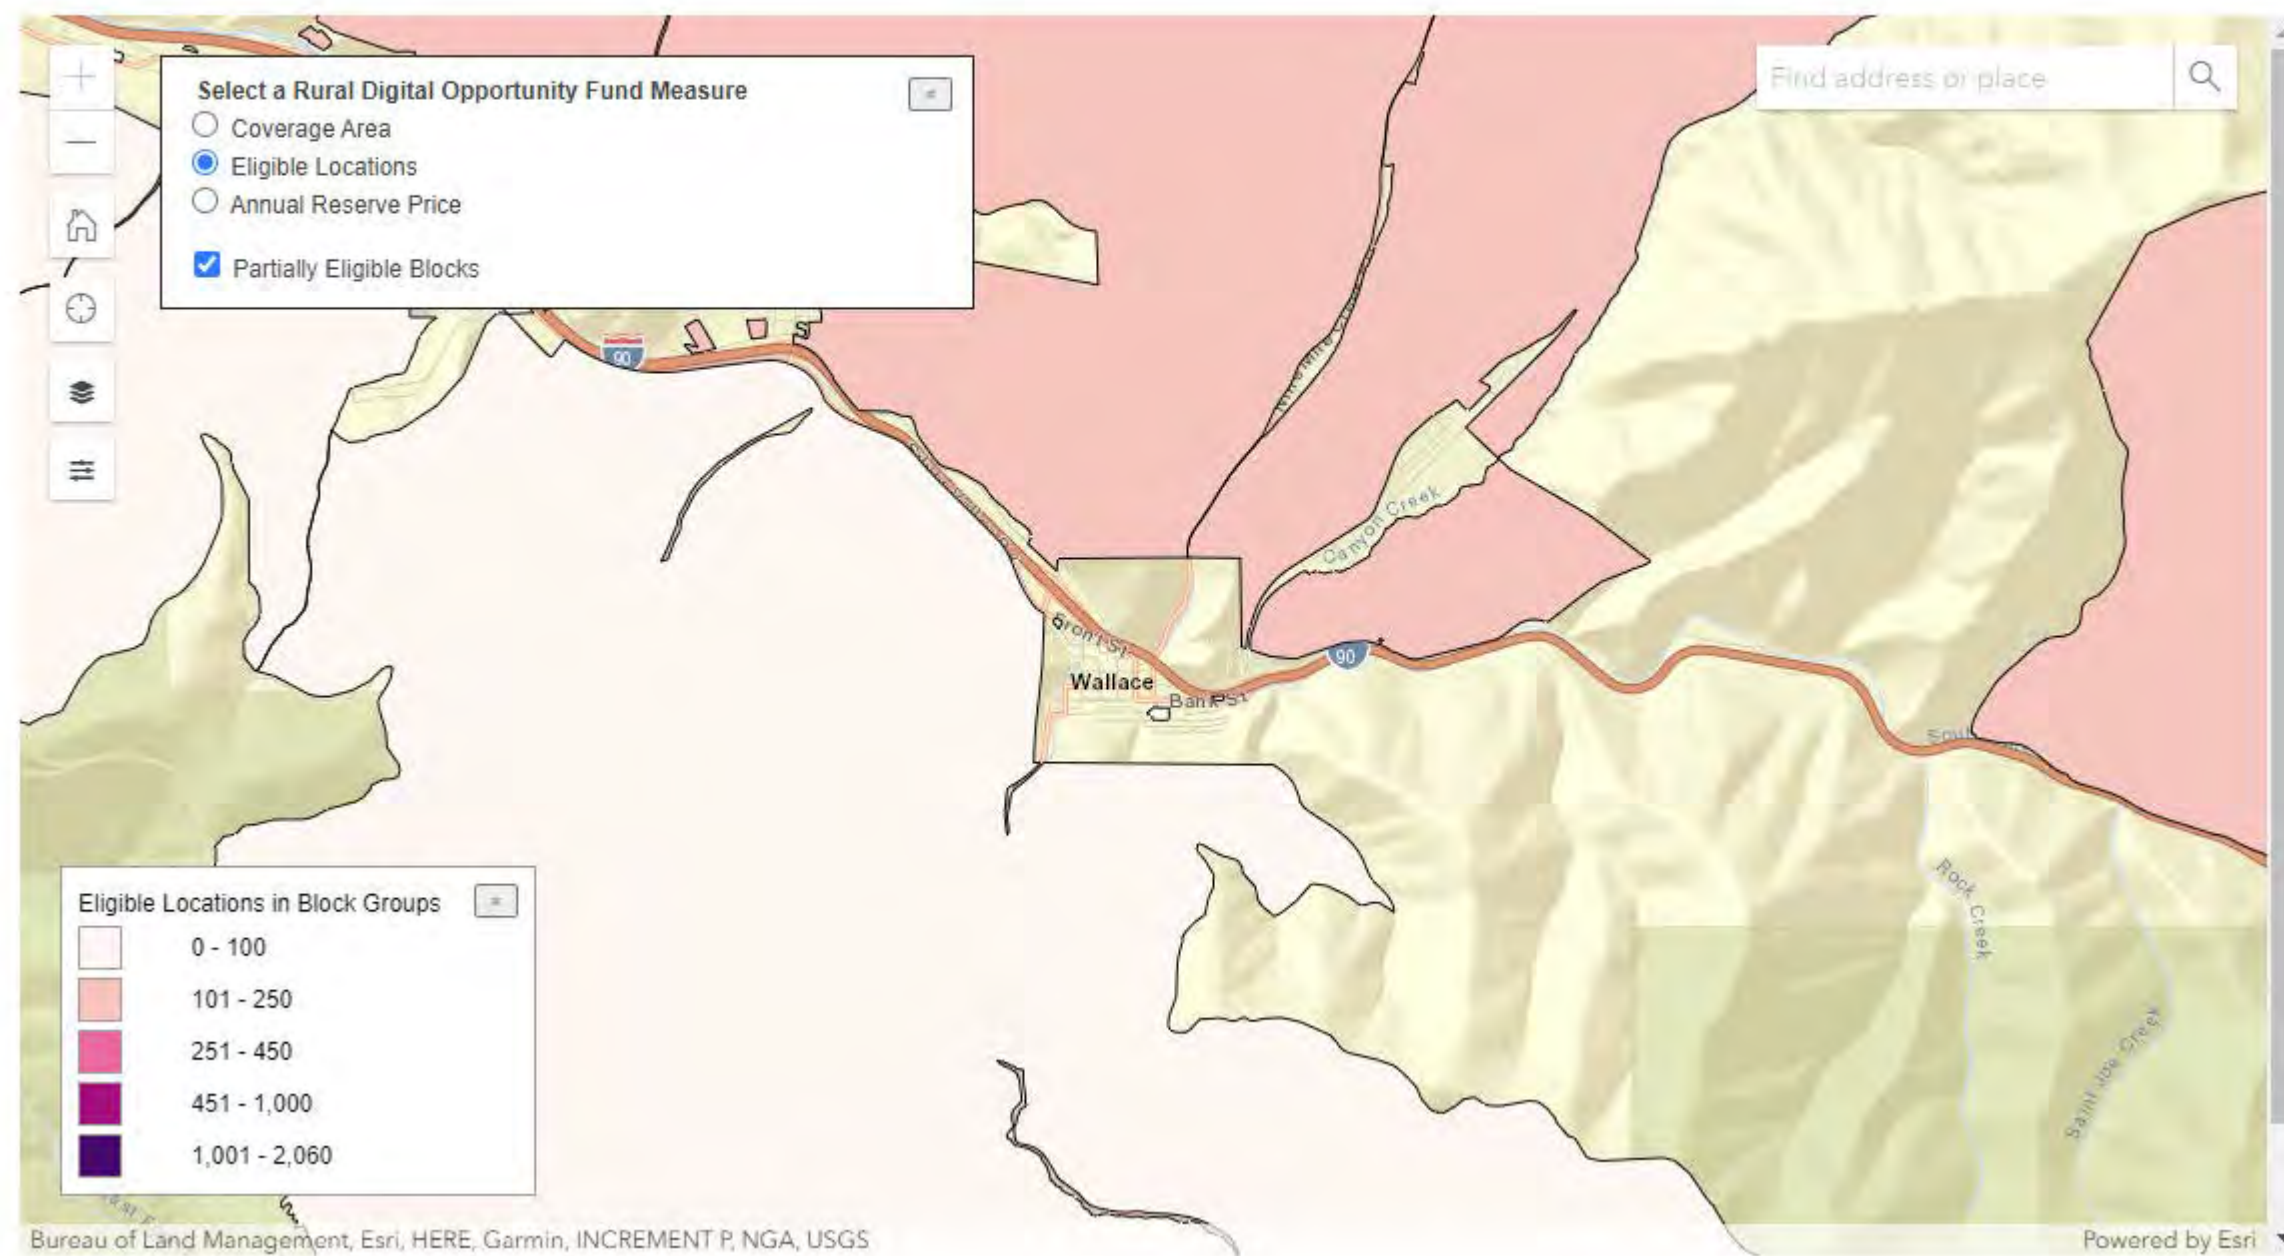 Select a Rural Digital Opportunity Fund Measure
Coverage Area
Eligible Locations
Annual Reserve Price
Partially Eligible Blocks
Find address or place
90
Canyon Creek
90
Wallace
Bank St
Rock Creek
Saint Joe Creek
Eligible Locations in Block Groups
0 - 100
101 - 250
251 - 450
451 - 1,000
1,001 - 2,060
Bureau of Land Management, Esri, HERE, Garmin, INCREMENT P, NGA, USGS
Powered by Esri